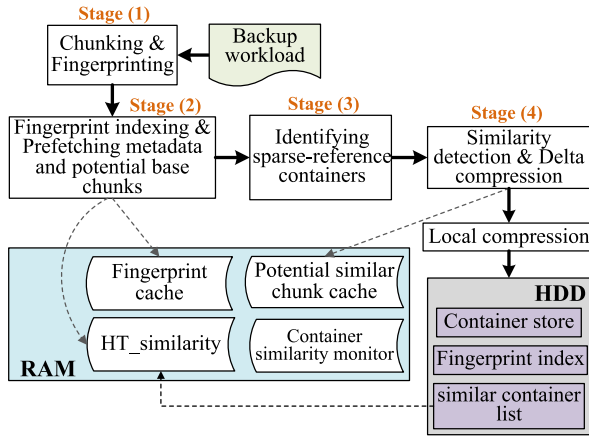 Stage (1)
Chunking &
Fingerprinting
Backup
workload
Stage (2)
Fingerprint indexing &
Prefetching metadata
and potential base
chunks
Stage (3)
Identifying
sparse-reference
containers
Stage (4)
Similarity
detection & Delta
compression
Local compression
Fingerprint
cache
Potential similar
chunk cache
HT_similarity
Container
similarity monitor
RAM
HDD
Container store
Fingerprint index
similar container
list